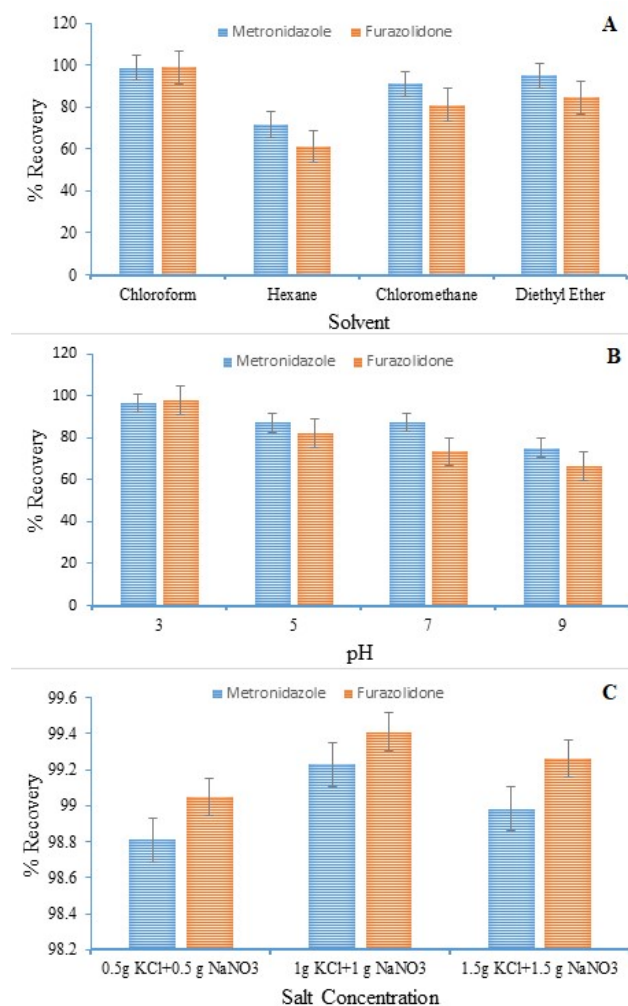 A
Metronidazole Furazolidone
120
100
80
60
40
20
0
% Recovery
Chloroform Hexane Chloromethane Diethyl Ether
Solvent
B
Metronidazole Furazolidone
120
100
80
60
40
20
0
% Recovery
3 5 7 9
pH
C
Metronidazole Furazolidone
99.6
99.4
99.2
99
98.8
98.6
98.4
98.2
% Recovery
0.5g KCl+0.5 g NaNO3 1g KCl+1 g NaNO3 1.5g KCl+1.5 g NaNO3
Salt Concentration